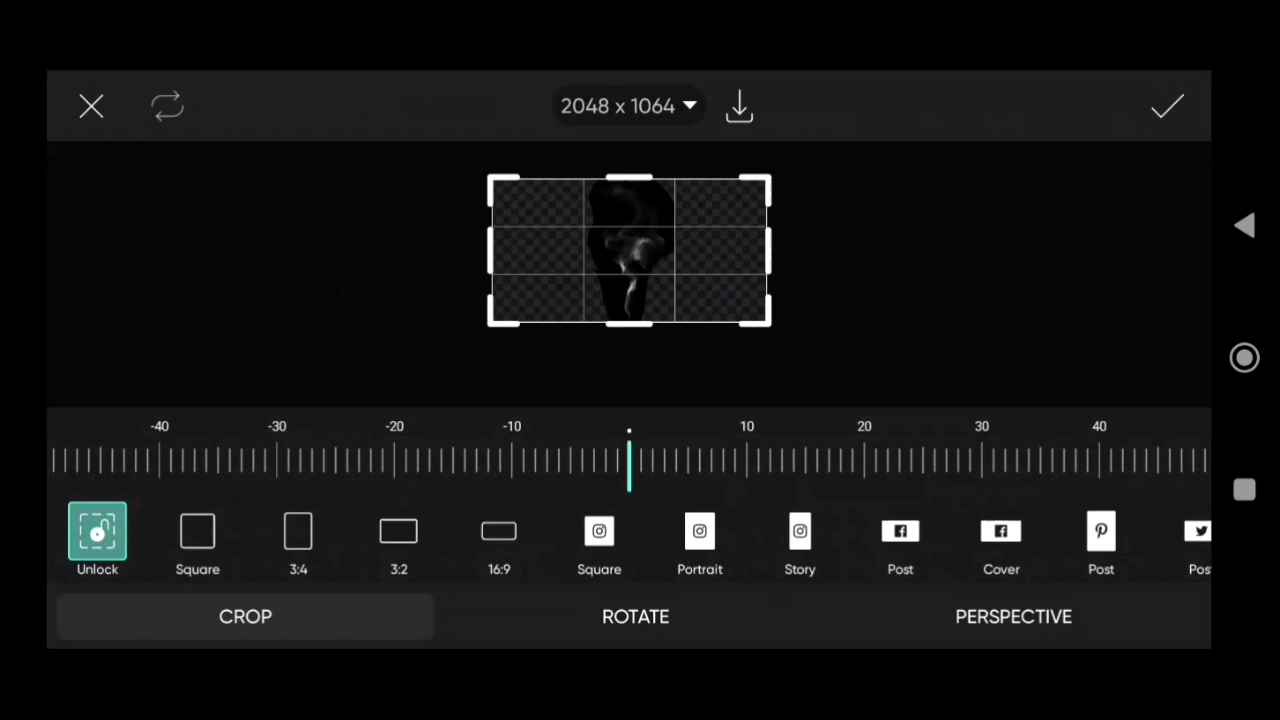 2048 x 1064
-40 -30 -20 -10 10 20 30 40
Unlock Square 3:4 3:2 16:9 Square Portrait Story Post Cover Post Pos
CROP ROTATE PERSPECTIVE